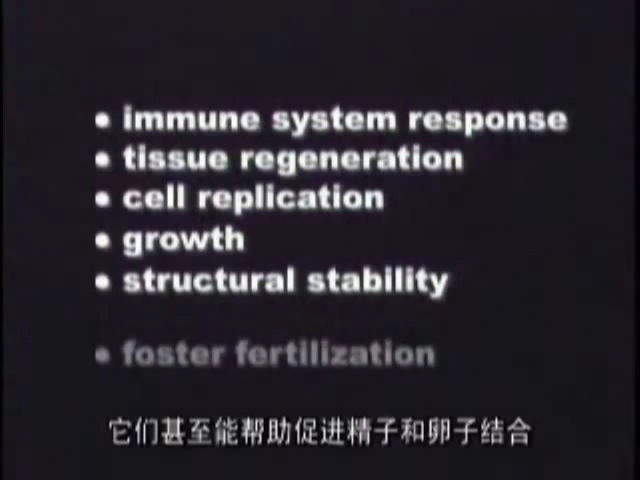 • immune system response
• tissue regeneration
• cell replication
• growth
• structural stability
• foster fertilization
它们甚至能帮助促进精子和卵子结合